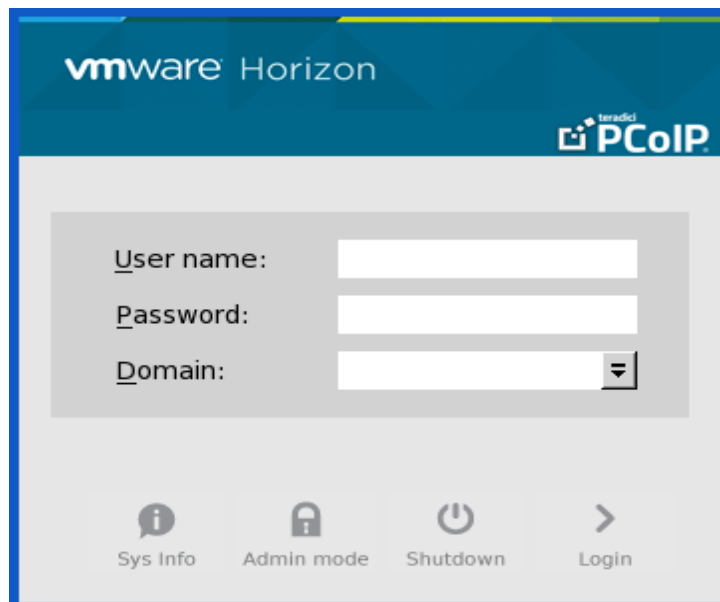 vmware Horizon
teradici
PCoIP
User name:
Password:
Domain:
Sys Info Admin mode Shutdown Login